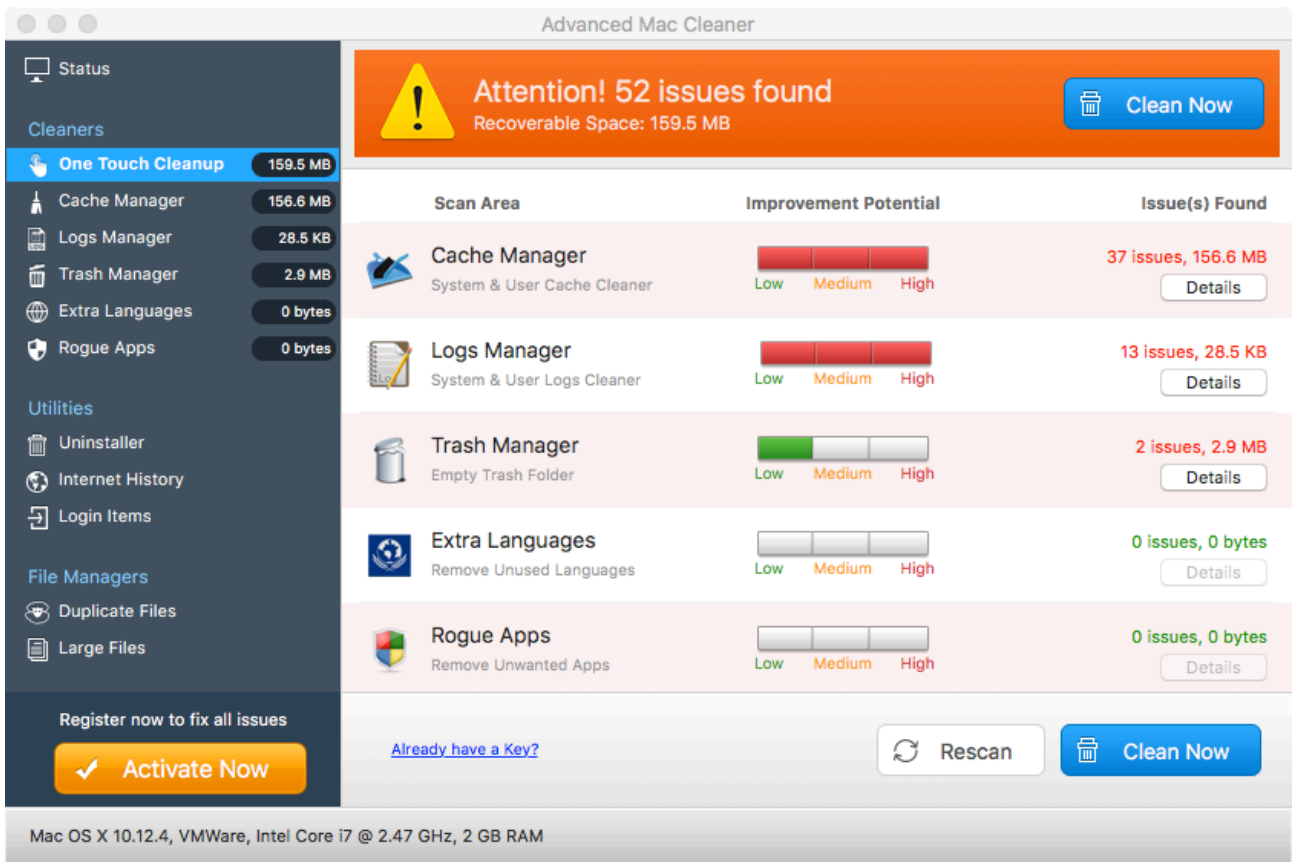 Advanced Mac Cleaner
Status
Cleaners
One Touch Cleanup 159.5 MB
Cache Manager 156.6 MB
Logs Manager 28.5 KB
Trash Manager 2.9 MB
Extra Languages 0 bytes
Rogue Apps 0 bytes
Utilities
Uninstaller
Internet History
Login Items
File Managers
Duplicate Files
Large Files
Register now to fix all issues
Activate Now
Attention! 52 issues found
Recoverable Space: 159.5 MB
Clean Now
Scan Area Improvement Potential Issue(s) Found
Cache Manager
System & User Cache Cleaner
Low Medium High
37 issues, 156.6 MB
Details
Logs Manager
System & User Logs Cleaner
Low Medium High
13 issues, 28.5 KB
Details
Trash Manager
Empty Trash Folder
Low Medium High
2 issues, 2.9 MB
Details
Extra Languages
Remove Unused Languages
Low Medium High
0 issues, 0 bytes
Details
Rogue Apps
Remove Unwanted Apps
Low Medium High
0 issues, 0 bytes
Details
Already have a Key?
Rescan
Clean Now
Mac OS X 10.12.4, VMWare, Intel Core i7 @ 2.47 GHz, 2 GB RAM